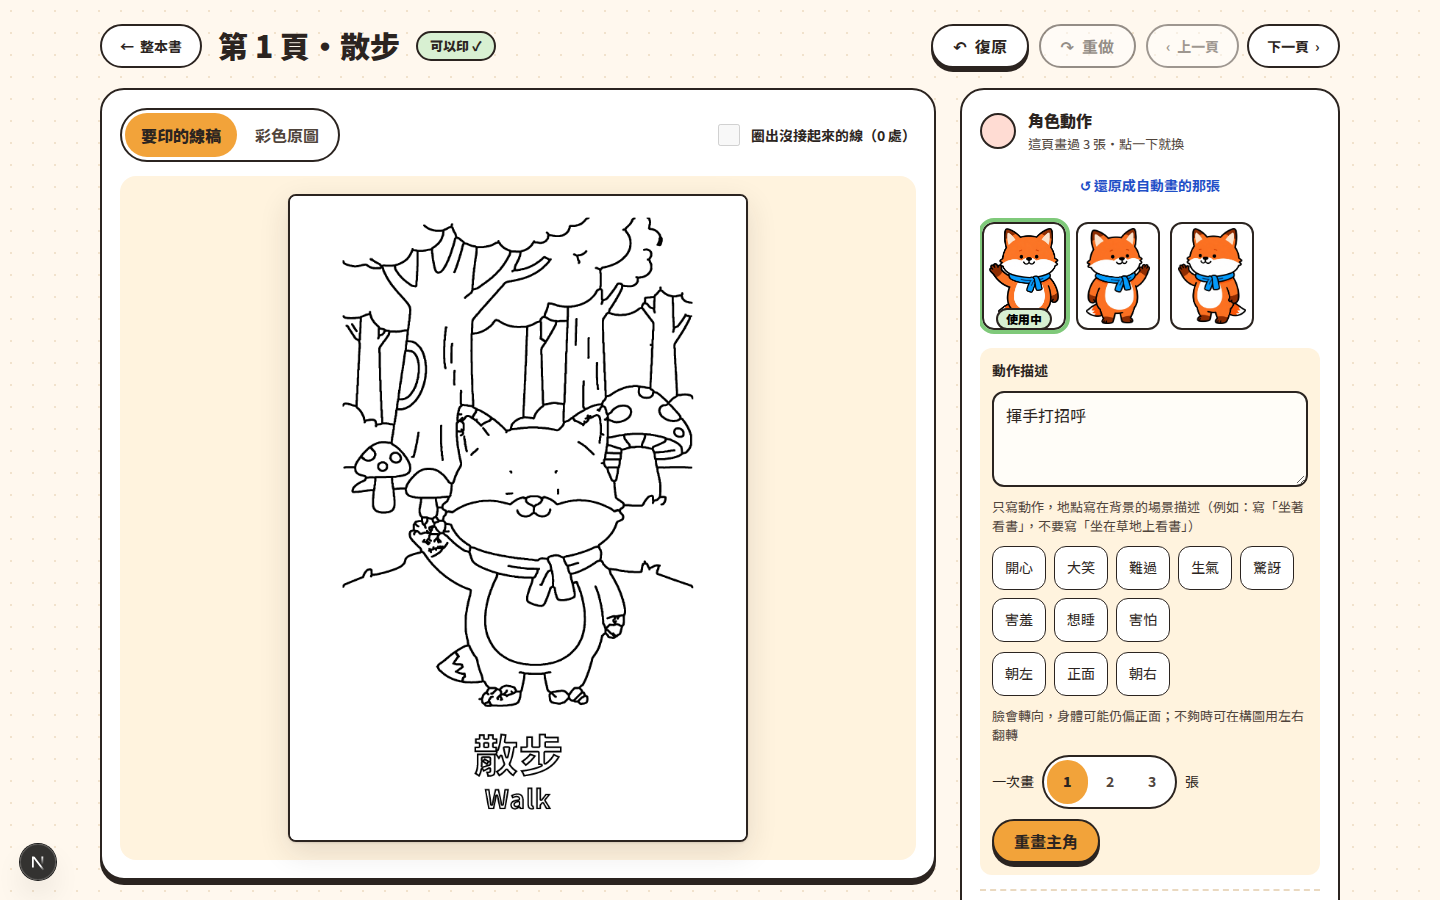 ← 整本書
第 1 頁・散步
可以印 ✓
↶ 復原
↷ 重做
‹ 上一頁
下一頁 ›
要印的線稿
彩色原圖
圈出沒接起來的線（0 處）
散步
Walk
角色動作
這頁畫過 3 張・點一下就換
↺ 還原成自動畫的那張
使用中
動作描述
揮手打招呼
只寫動作，地點寫在背景的場景描述（例如：寫「坐著
看書」，不要寫「坐在草地上看書」）
開心
大笑
難過
生氣
驚訝
害羞
想睡
害怕
朝左
正面
朝右
臉會轉向，身體可能仍偏正面；不夠時可在構圖用左右
翻轉
一次畫
1
2
3
張
重畫主角
N